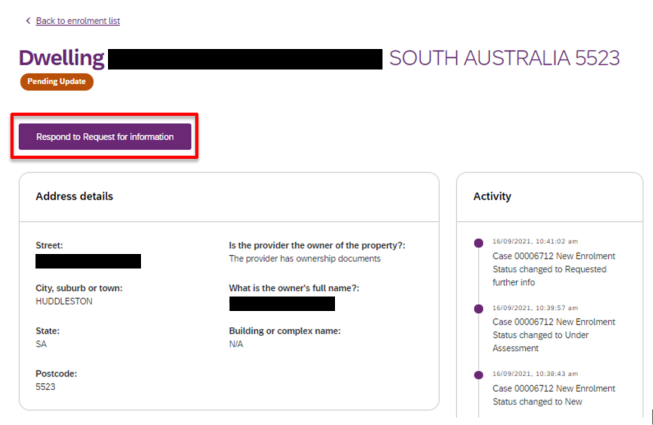 Back to enrolment list
Dwelling SOUTH AUSTRALIA 5523
Pending Update
Respond to Request for information
Address details
Street:
Is the provider the owner of the property?:
The provider has ownership documents
City, suburb or town:
HUDDLESTON
What is the owner's full name?:
State:
SA
Building or complex name:
N/A
Postcode:
5523
Activity
16/09/2021, 10:41:02 am
Case 00006712 New Enrolment
Status changed to Requested
further info
16/09/2021, 10:39:57 am
Case 00006712 New Enrolment
Status changed to Under
Assessment
16/09/2021, 10:38:43 am
Case 00006712 New Enrolment
Status changed to New